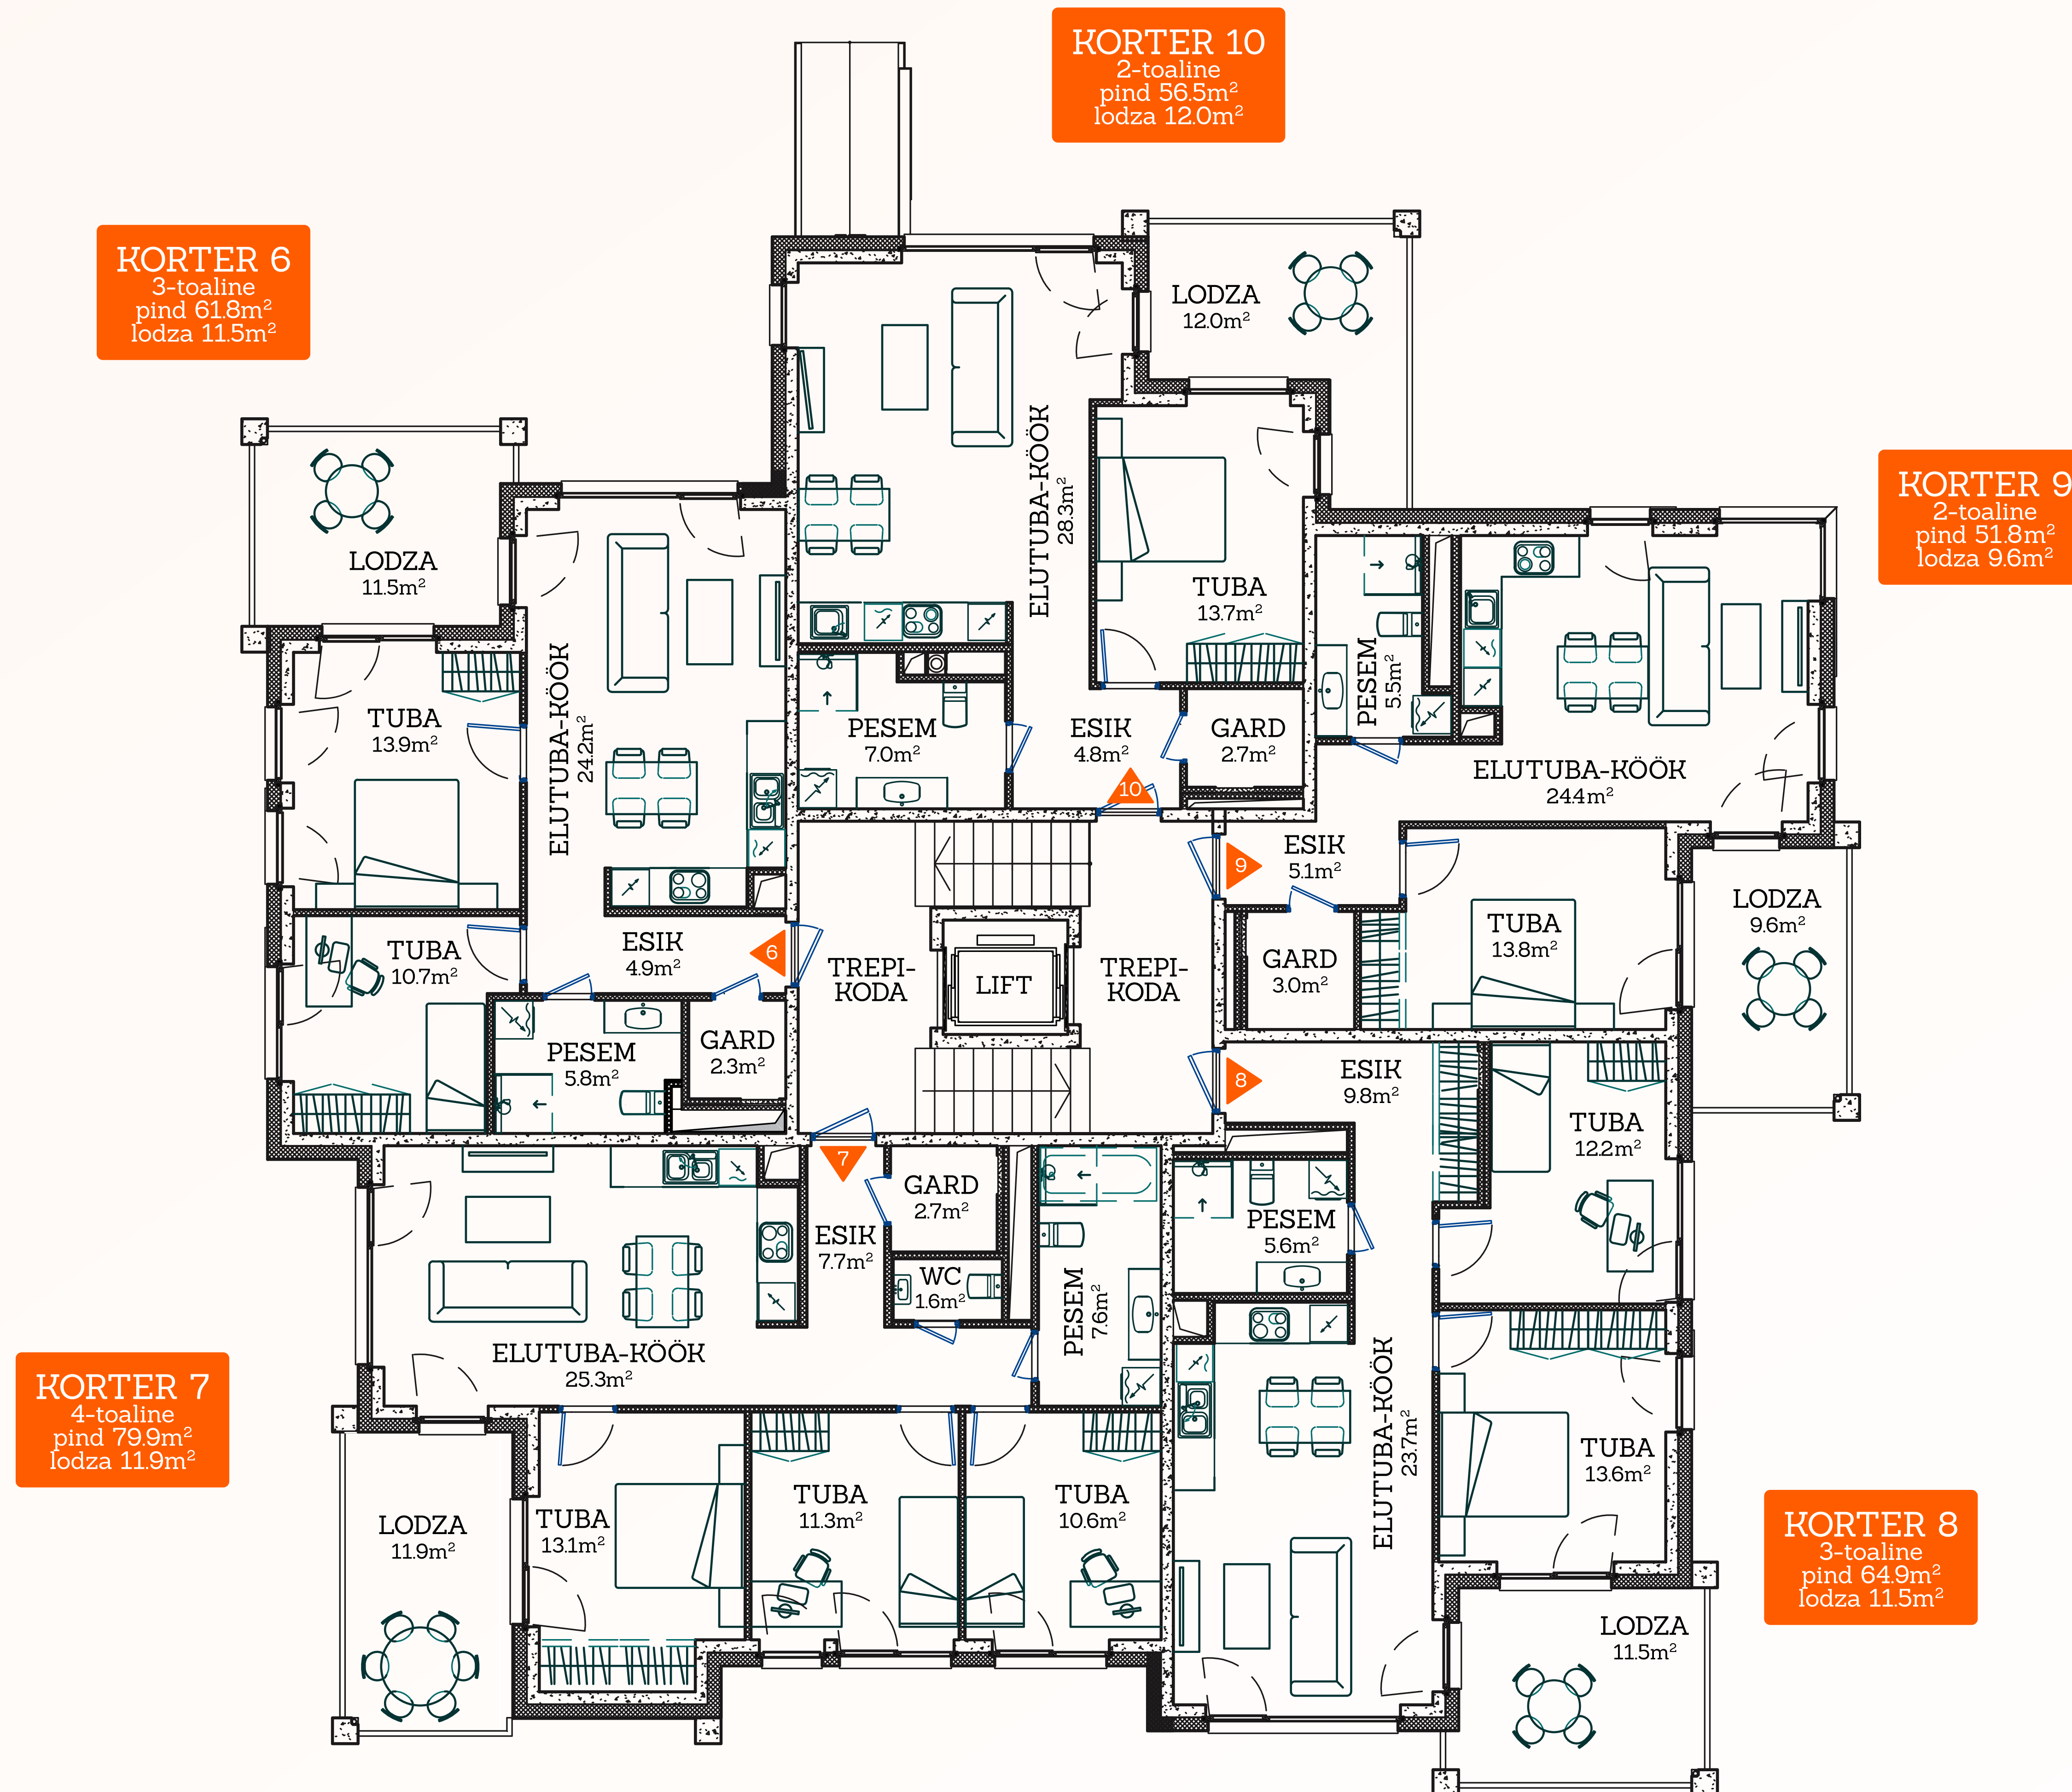 KORTER 10
2-toaline
pind 56.5m²
lodza 12.0m²
KORTER 6
3-toaline
pind 61.8m²
lodza 11.5m²
KORTER 9
2-toaline
pind 51.8m²
lodza 9.6m²
KORTER 7
4-toaline
pind 79.9m²
lodza 11.9m²
KORTER 8
3-toaline
pind 64.9m²
lodza 11.5m²
LODZA
12.0m²
ELUTUBA-KÖÖK
28.3m²
TUBA
13.7m²
PESEM
7.0m²
ESIK
4.8m²
GARD
2.7m²
10
LODZA
11.5m²
ELUTUBA-KÖÖK
24.2m²
TUBA
13.9m²
TUBA
10.7m²
ESIK
4.9m²
6
PESEM
5.8m²
GARD
2.3m²
PESEM
5.5m²
ELUTUBA-KÖÖK
24.4m²
9
ESIK
5.1m²
GARD
3.0m²
TUBA
13.8m²
LODZA
9.6m²
TREPI-
KODA
LIFT
TREPI-
KODA
8
ESIK
9.8m²
TUBA
12.2m²
PESEM
5.6m²
ELUTUBA-KÖÖK
23.7m²
TUBA
13.6m²
LODZA
11.5m²
7
GARD
2.7m²
ESIK
7.7m²
WC
1.6m²
PESEM
7.6m²
ELUTUBA-KÖÖK
25.3m²
LODZA
11.9m²
TUBA
13.1m²
TUBA
11.3m²
TUBA
10.6m²